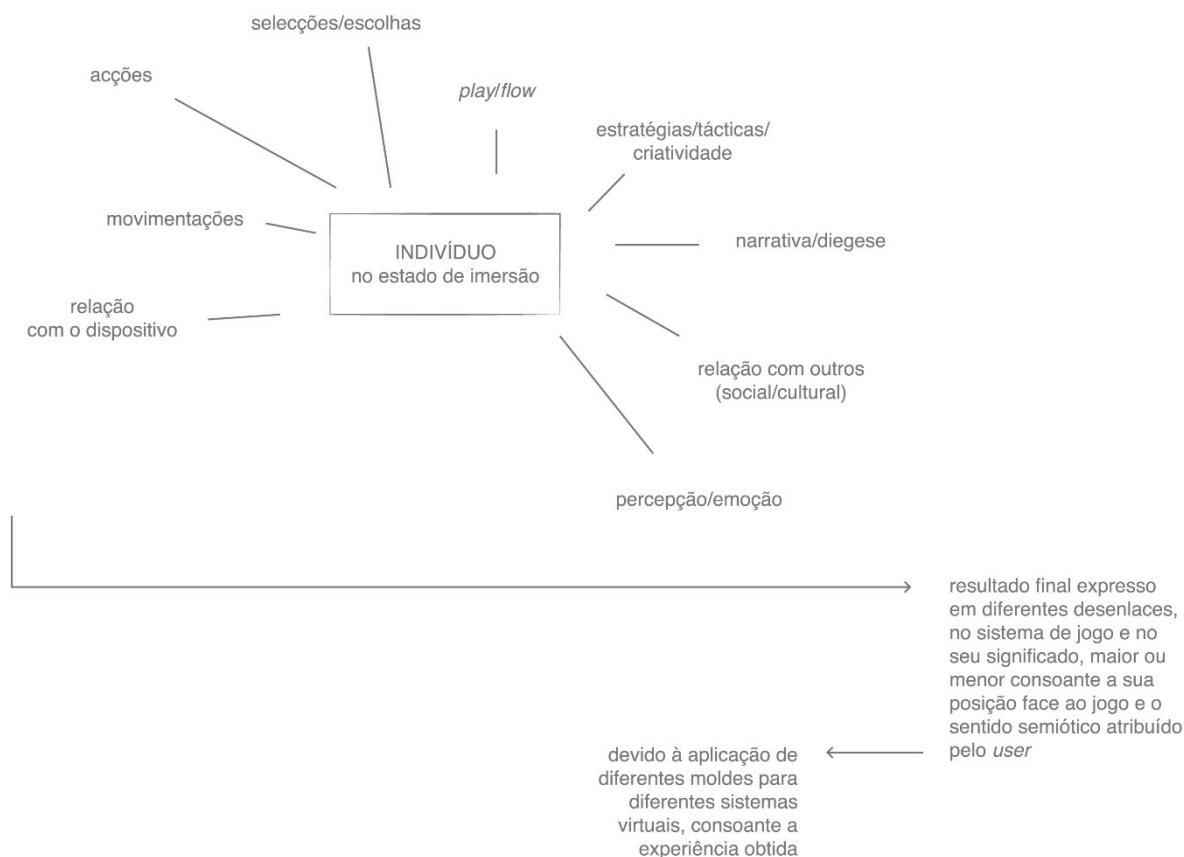 selecções/escolhas
acções
play/flow
estratégias/tácticas/
criatividade
movimentações
INDIVÍDUO
no estado de imersão
narrativa/diegese
relação
com o dispositivo
relação com outros
(social/cultural)
percepção/emoção
resultado final expresso
em diferentes desenlaces,
no sistema de jogo e no
seu significado, maior ou
menor consoante a sua
posição face ao jogo e o
sentido semiótico atribuído
pelo user
devido à aplicação de
diferentes moldes para
diferentes sistemas
virtuais, consoante a
experiência obtida